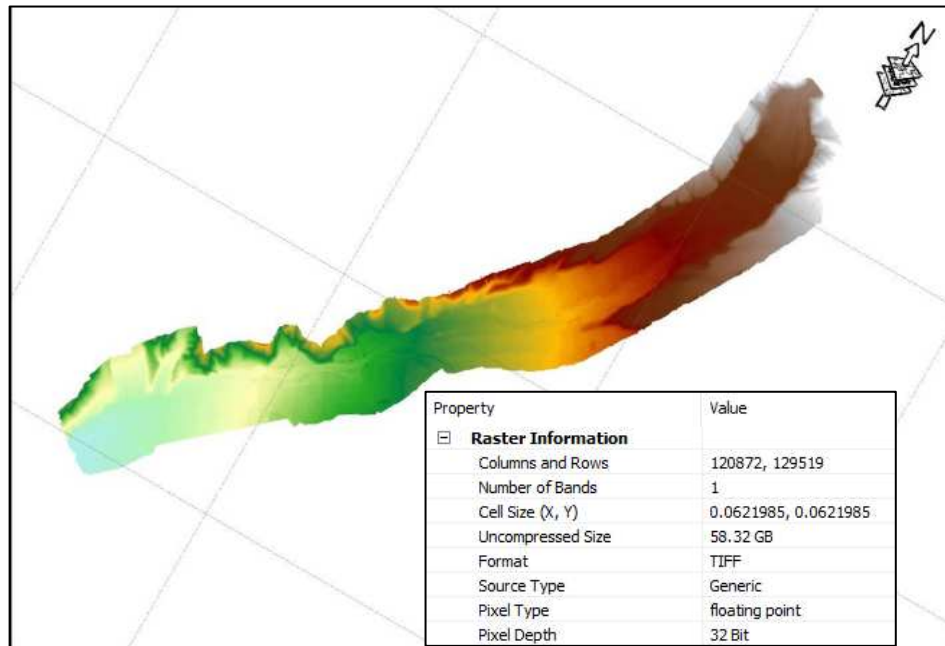 N
Property Value
Raster Information
Columns and Rows 120872, 129519
Number of Bands 1
Cell Size (X, Y) 0.0621985, 0.0621985
Uncompressed Size 58.32 GB
Format TIFF
Source Type Generic
Pixel Type floating point
Pixel Depth 32 Bit